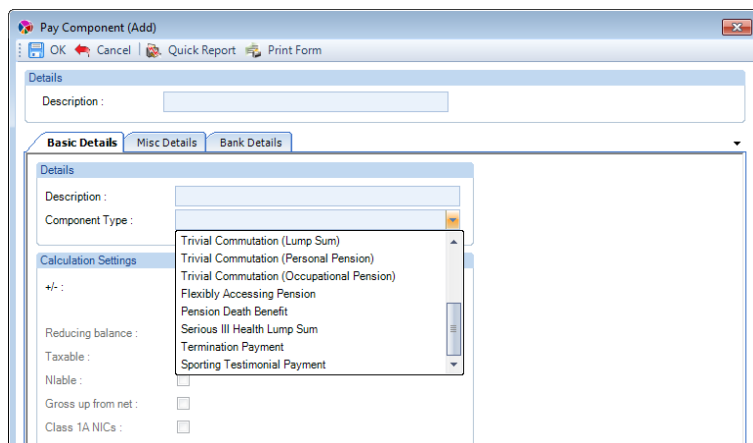 Pay Component (Add)
OK Cancel Quick Report Print Form
Details
Description :
Basic Details Misc Details Bank Details
Details
Description :
Component Type :
Trivial Commutation (Lump Sum)
Calculation Settings
Trivial Commutation (Personal Pension)
Trivial Commutation (Occupational Pension)
+/- :
Flexibly Accessing Pension
Pension Death Benefit
Reducing balance :
Serious Ill Health Lump Sum
Taxable :
Termination Payment
Sporting Testimonial Payment
NIable :
Gross up from net :
Class 1A NICs :